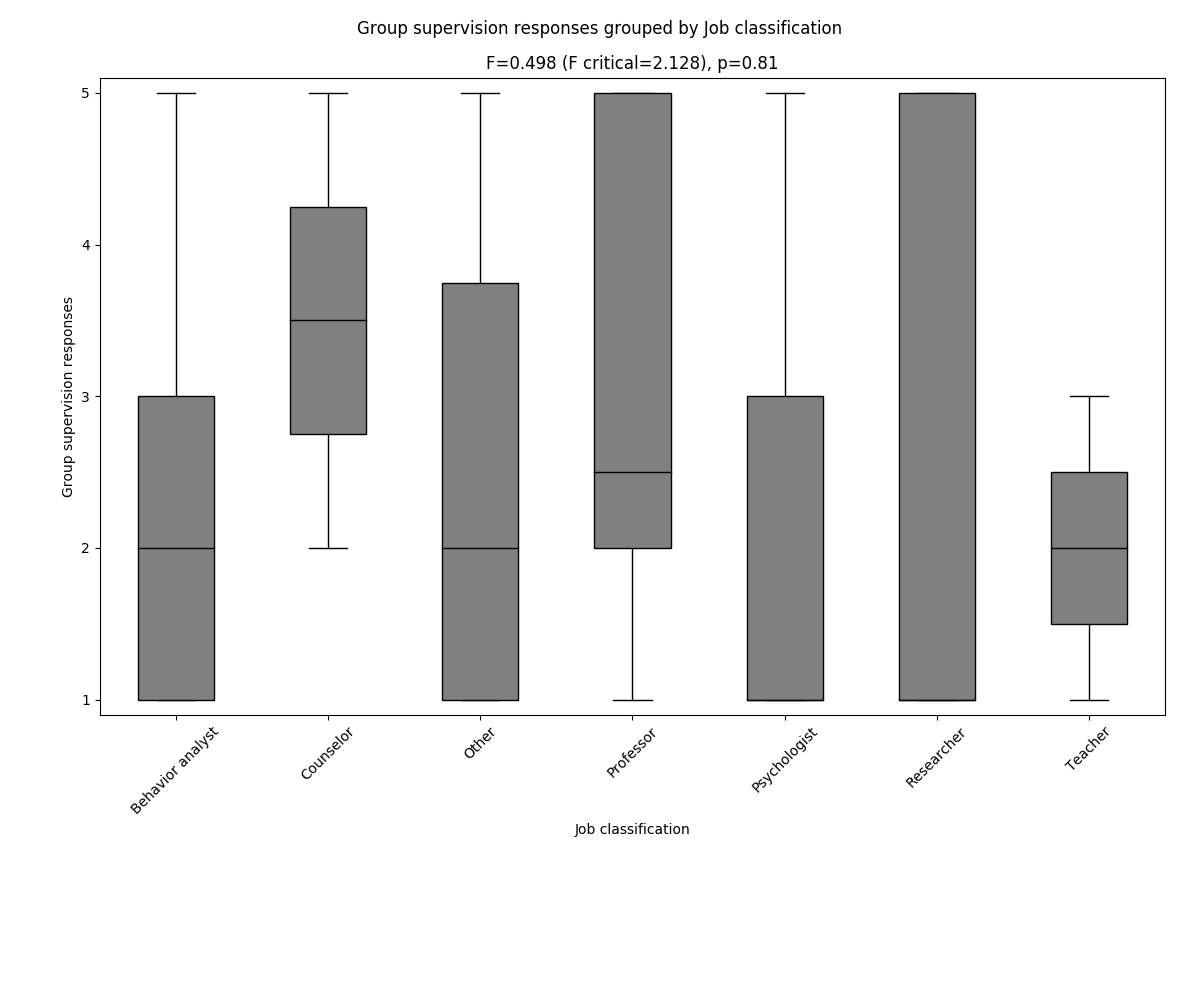 Group supervision responses grouped by Job classification
F=0.498 (F critical=2.128), p=0.81
5
4
3
2
1
Group supervision responses
Behavior analyst
Counselor
Other
Professor
Psychologist
Researcher
Teacher
Job classification